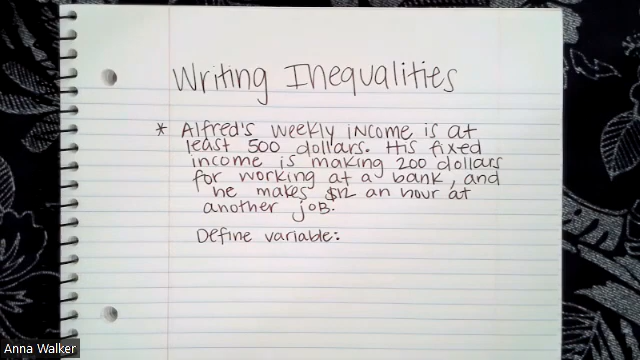 Writing Inequalities
* Alfred's weekly income is at
least 500 dollars. His fixed
income is making 200 dollars
for working at a bank, and
he makes $12 an hour at
another job.
Define variable:
Anna Walker